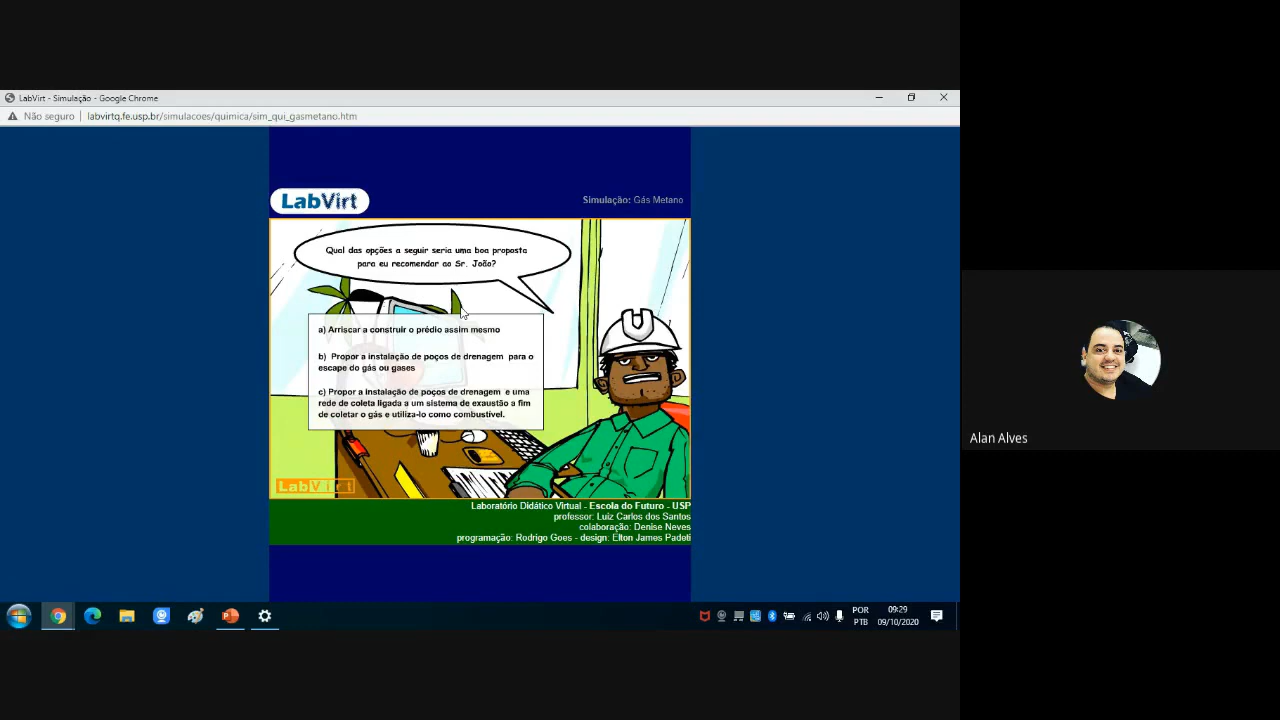 LabVirt - Simulação - Google Chrome
Não seguro
labvirtq.fe.usp.br/simulacoes/quimica/sim_qui_gasmetano.htm
LabVirt
Simulação: Gás Metano
Qual das opções a seguir seria uma boa proposta
para eu recomendar ao Sr. João?
a) Arriscar a construir o prédio assim mesmo
b) Propor a instalação de poços de drenagem para o
escape do gás ou gases
c) Propor a instalação de poços de drenagem e uma
rede de coleta ligada a um sistema de exaustão a fim
de coletar o gás e utiliza-lo como combustível.
LabVirt
Laboratório Didático Virtual - Escola do Futuro - USP
professor: Luiz Carlos dos Santos
colaboração: Denise Neves
programação: Rodrigo Goes - design: Elton James Padeti
Alan Alves
POR
PTB
09:29
09/10/2020